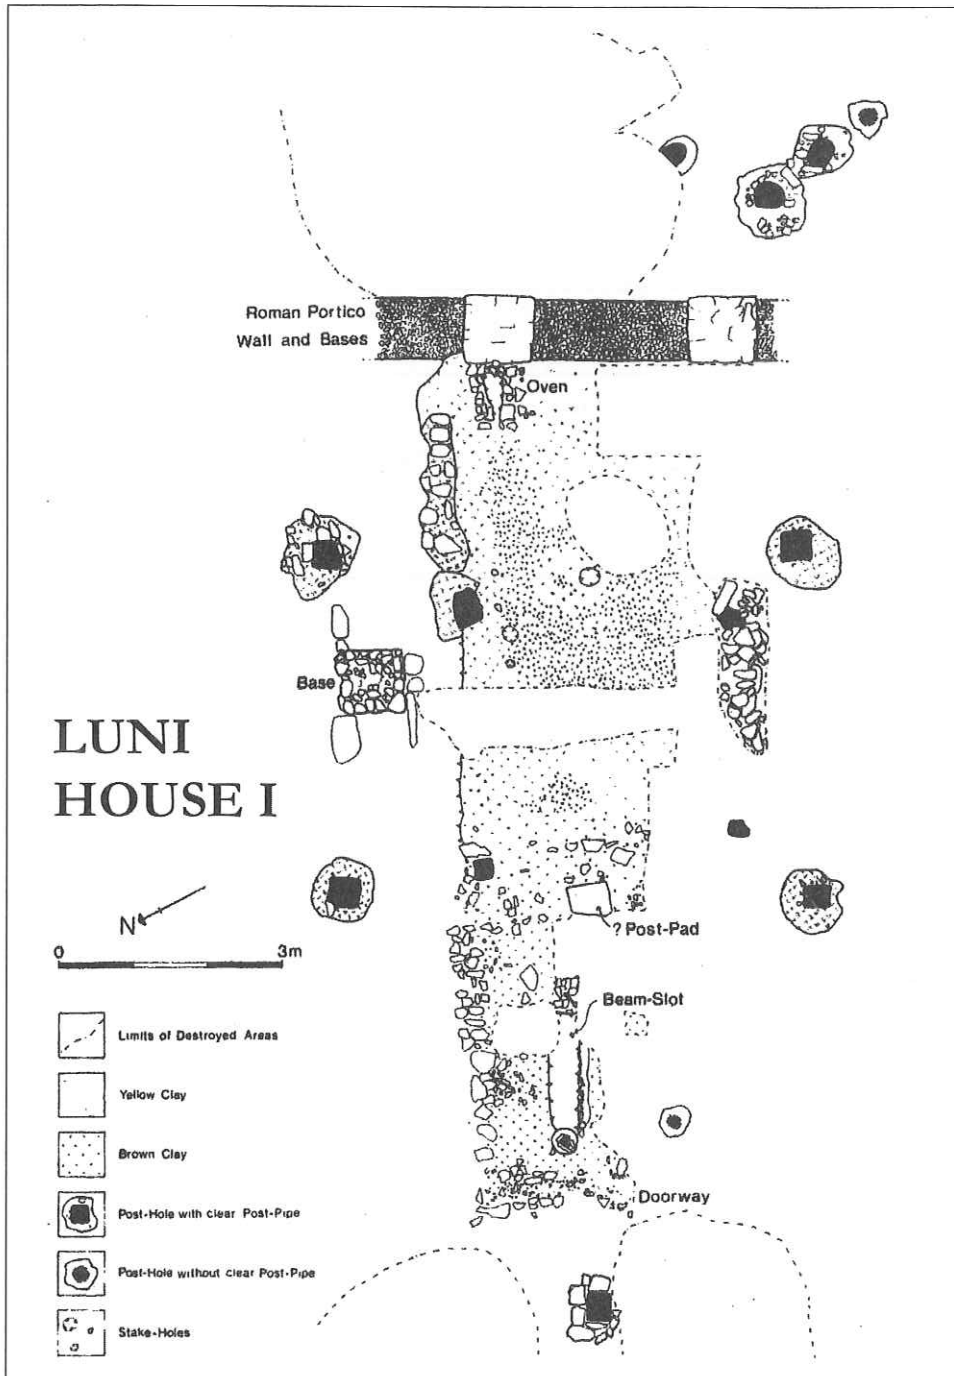 Roman Portico
Wall and Bases
Oven
Base
LUNI
HOUSE I
N
0 3m
? Post-Pad
Beam-Slot
Doorway
Limits of Destroyed Areas
Yellow Clay
Brown Clay
Post-Hole with clear Post-Pipe
Post-Hole without clear Post-Pipe
Stake-Holes